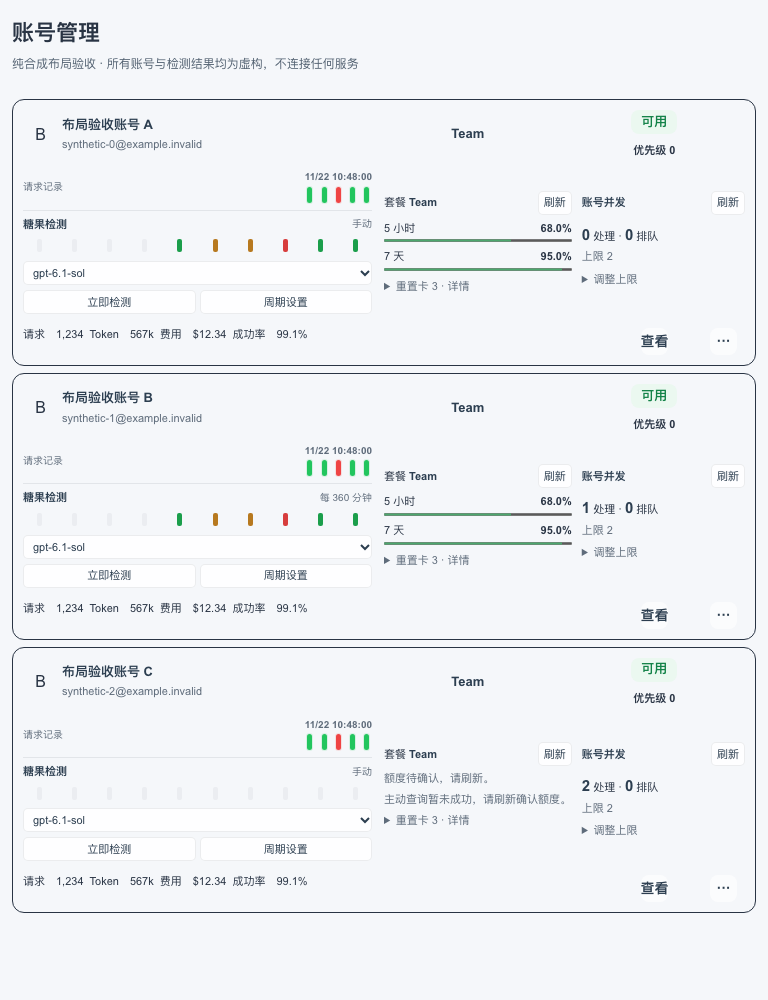 账号管理
纯合成布局验收 · 所有账号与检测结果均为虚构，不连接任何服务
B
布局验收账号 A
synthetic-0@example.invalid
Team
可用
优先级 0
请求记录
11/22 10:48:00
糖果检测
手动
gpt-6.1-sol
立即检测
周期设置
请求 1,234 Token 567k 费用 $12.34 成功率 99.1%
套餐 Team
刷新
5 小时
68.0%
7 天
95.0%
重置卡 3 · 详情
账号并发
刷新
0 处理 · 0 排队
上限 2
调整上限
查看
···
B
布局验收账号 B
synthetic-1@example.invalid
Team
可用
优先级 0
请求记录
11/22 10:48:00
糖果检测
每 360 分钟
gpt-6.1-sol
立即检测
周期设置
请求 1,234 Token 567k 费用 $12.34 成功率 99.1%
套餐 Team
刷新
5 小时
68.0%
7 天
95.0%
重置卡 3 · 详情
账号并发
刷新
1 处理 · 0 排队
上限 2
调整上限
查看
···
B
布局验收账号 C
synthetic-2@example.invalid
Team
可用
优先级 0
请求记录
11/22 10:48:00
糖果检测
手动
gpt-6.1-sol
立即检测
周期设置
请求 1,234 Token 567k 费用 $12.34 成功率 99.1%
套餐 Team
刷新
额度待确认，请刷新。
主动查询暂未成功，请刷新确认额度。
重置卡 3 · 详情
账号并发
刷新
2 处理 · 0 排队
上限 2
调整上限
查看
···